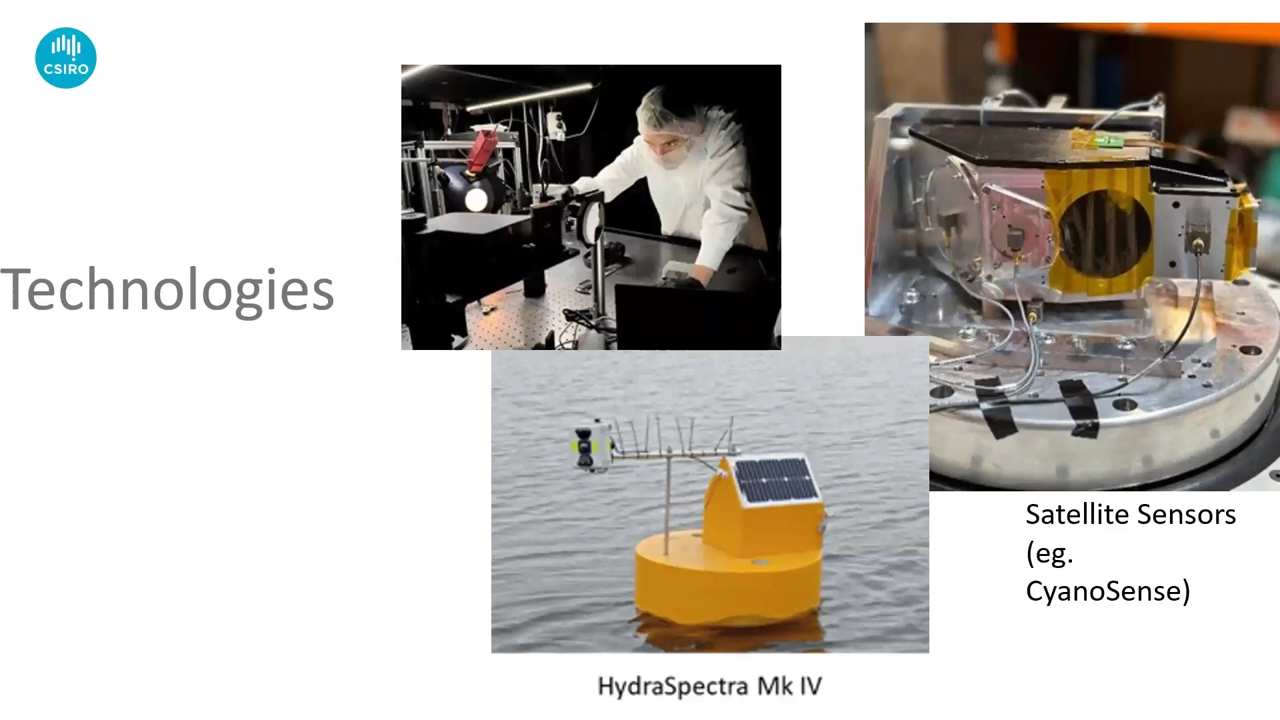 CSIRO
Technologies
Satellite Sensors
(eg.
CyanoSense)
HydraSpectra Mk IV